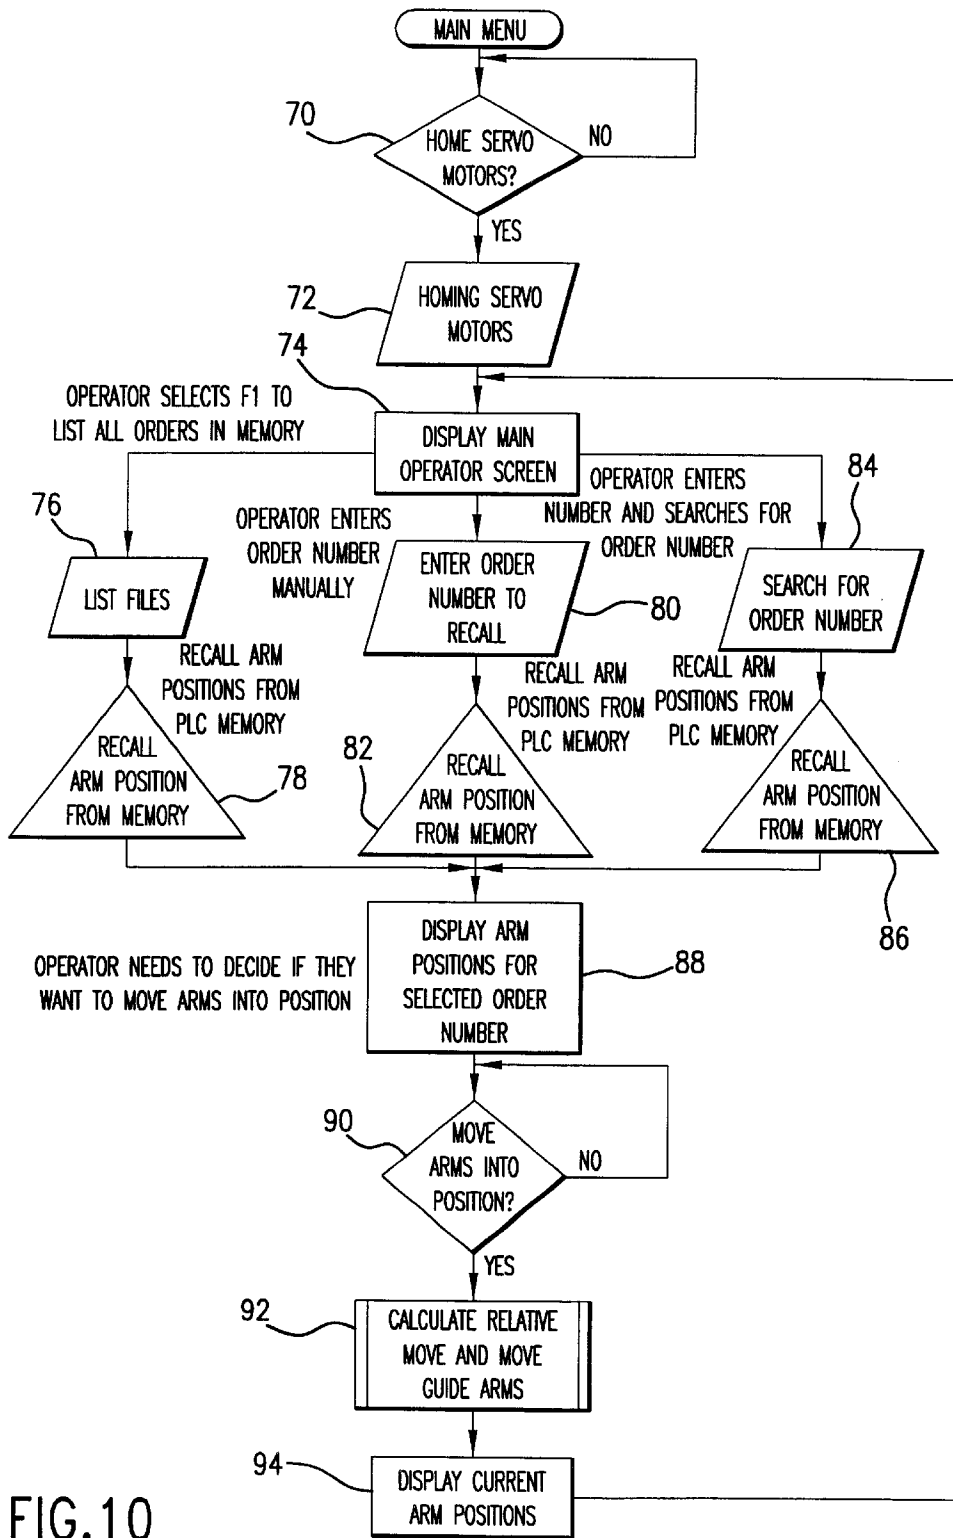 MAIN MENU
70
HOME SERVO
MOTORS?
NO
YES
72
HOMING SERVO
MOTORS
74
OPERATOR SELECTS F1 TO
LIST ALL ORDERS IN MEMORY
DISPLAY MAIN
OPERATOR SCREEN
76
LIST FILES
OPERATOR ENTERS
ORDER NUMBER
MANUALLY
ENTER ORDER
NUMBER TO
RECALL
80
OPERATOR ENTERS
NUMBER AND SEARCHES FOR
ORDER NUMBER
84
SEARCH FOR
ORDER NUMBER
RECALL ARM
POSITIONS FROM
PLC MEMORY
RECALL
ARM POSITION
FROM MEMORY
78
RECALL ARM
POSITIONS FROM
PLC MEMORY
82
RECALL
ARM POSITION
FROM MEMORY
RECALL ARM
POSITIONS FROM
PLC MEMORY
RECALL
ARM POSITION
FROM MEMORY
86
OPERATOR NEEDS TO DECIDE IF THEY
WANT TO MOVE ARMS INTO POSITION
DISPLAY ARM
POSITIONS FOR
SELECTED ORDER
NUMBER
88
90
MOVE
ARMS INTO
POSITION?
NO
YES
92
CALCULATE RELATIVE
MOVE AND MOVE
GUIDE ARMS
94
DISPLAY CURRENT
ARM POSITIONS
FIG.10